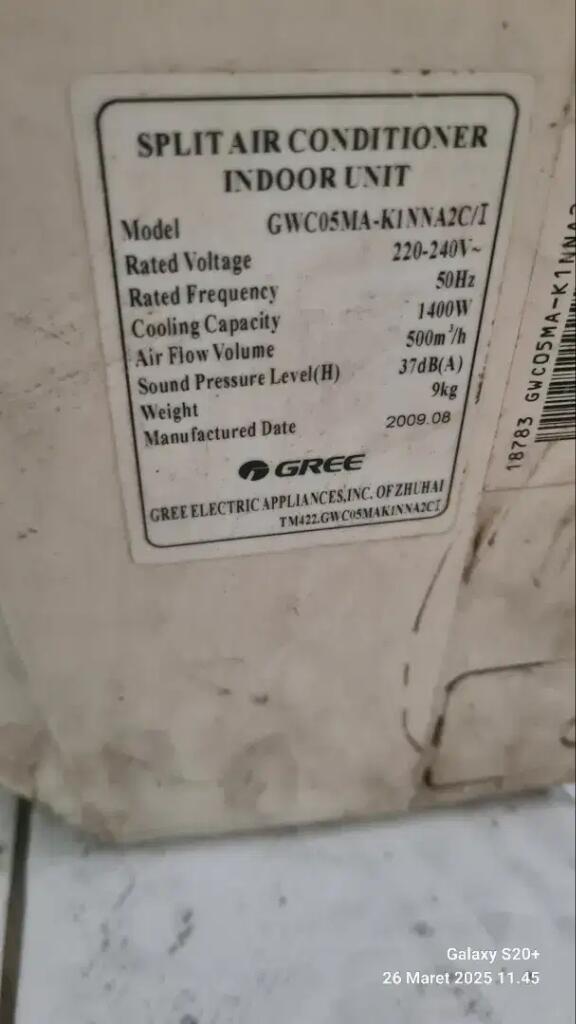 SPLIT AIR CONDITIONER
INDOOR UNIT
Model GWC05MA-K1NNA2C/I
Rated Voltage 220-240V~
Rated Frequency 50Hz
Cooling Capacity 1400W
Air Flow Volume 500m³/h
Sound Pressure Level(H) 37dB(A)
Weight 9kg
Manufactured Date 2009.08
GREE
GREE ELECTRIC APPLIANCES,INC. OF ZHUHAI
TM422.GWC05MAK1NNA2CI
18783 GWC05MA-K1NNA2
Galaxy S20+
26 Maret 2025 11.45